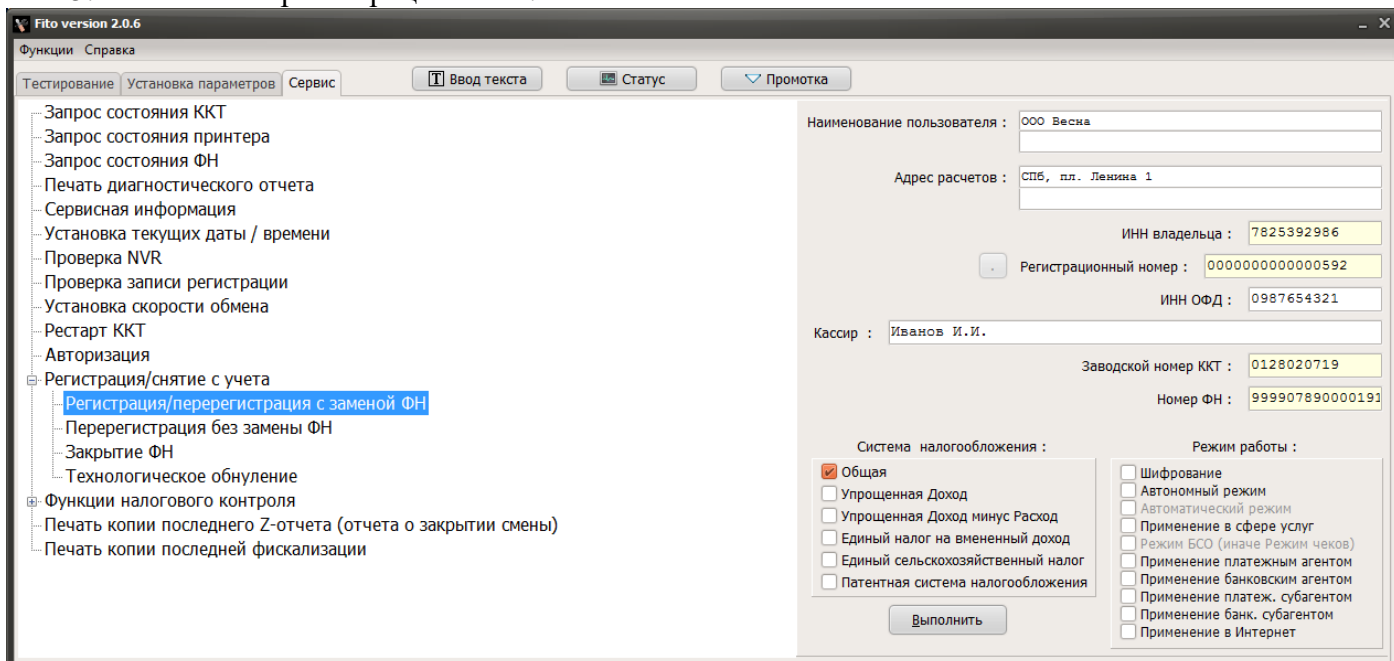 Fito version 2.0.6
Функции Справка
Тестирование Установка параметров Сервис T Ввод текста Статус Промотка
Запрос состояния ККТ
Запрос состояния принтера
Запрос состояния ФН
Печать диагностического отчета
Сервисная информация
Установка текущих даты / времени
Проверка NVR
Проверка записи регистрации
Установка скорости обмена
Рестарт ККТ
Авторизация
Регистрация/снятие с учета
Регистрация/перерегистрация с заменой ФН
Перерегистрация без замены ФН
Закрытие ФН
Технологическое обнуление
Функции налогового контроля
Печать копии последнего Z-отчета (отчета о закрытии смены)
Печать копии последней фискализации
Наименование пользователя : ООО Весна
Адрес расчетов : СПб, пл. Ленина 1
ИНН владельца : 7825392986
. Регистрационный номер : 0000000000000592
ИНН ОФД : 0987654321
Кассир : Иванов И.И.
Заводской номер ККТ : 0128020719
Номер ФН : 999907890000191
Система налогообложения :
Общая
Упрощенная Доход
Упрощенная Доход минус Расход
Единый налог на вмененный доход
Единый сельскохозяйственный налог
Патентная система налогообложения
Выполнить
Режим работы :
Шифрование
Автономный режим
Автоматический режим
Применение в сфере услуг
Режим БСО (иначе Режим чеков)
Применение платежным агентом
Применение банковским агентом
Применение платеж. субагентом
Применение банк. субагентом
Применение в Интернет